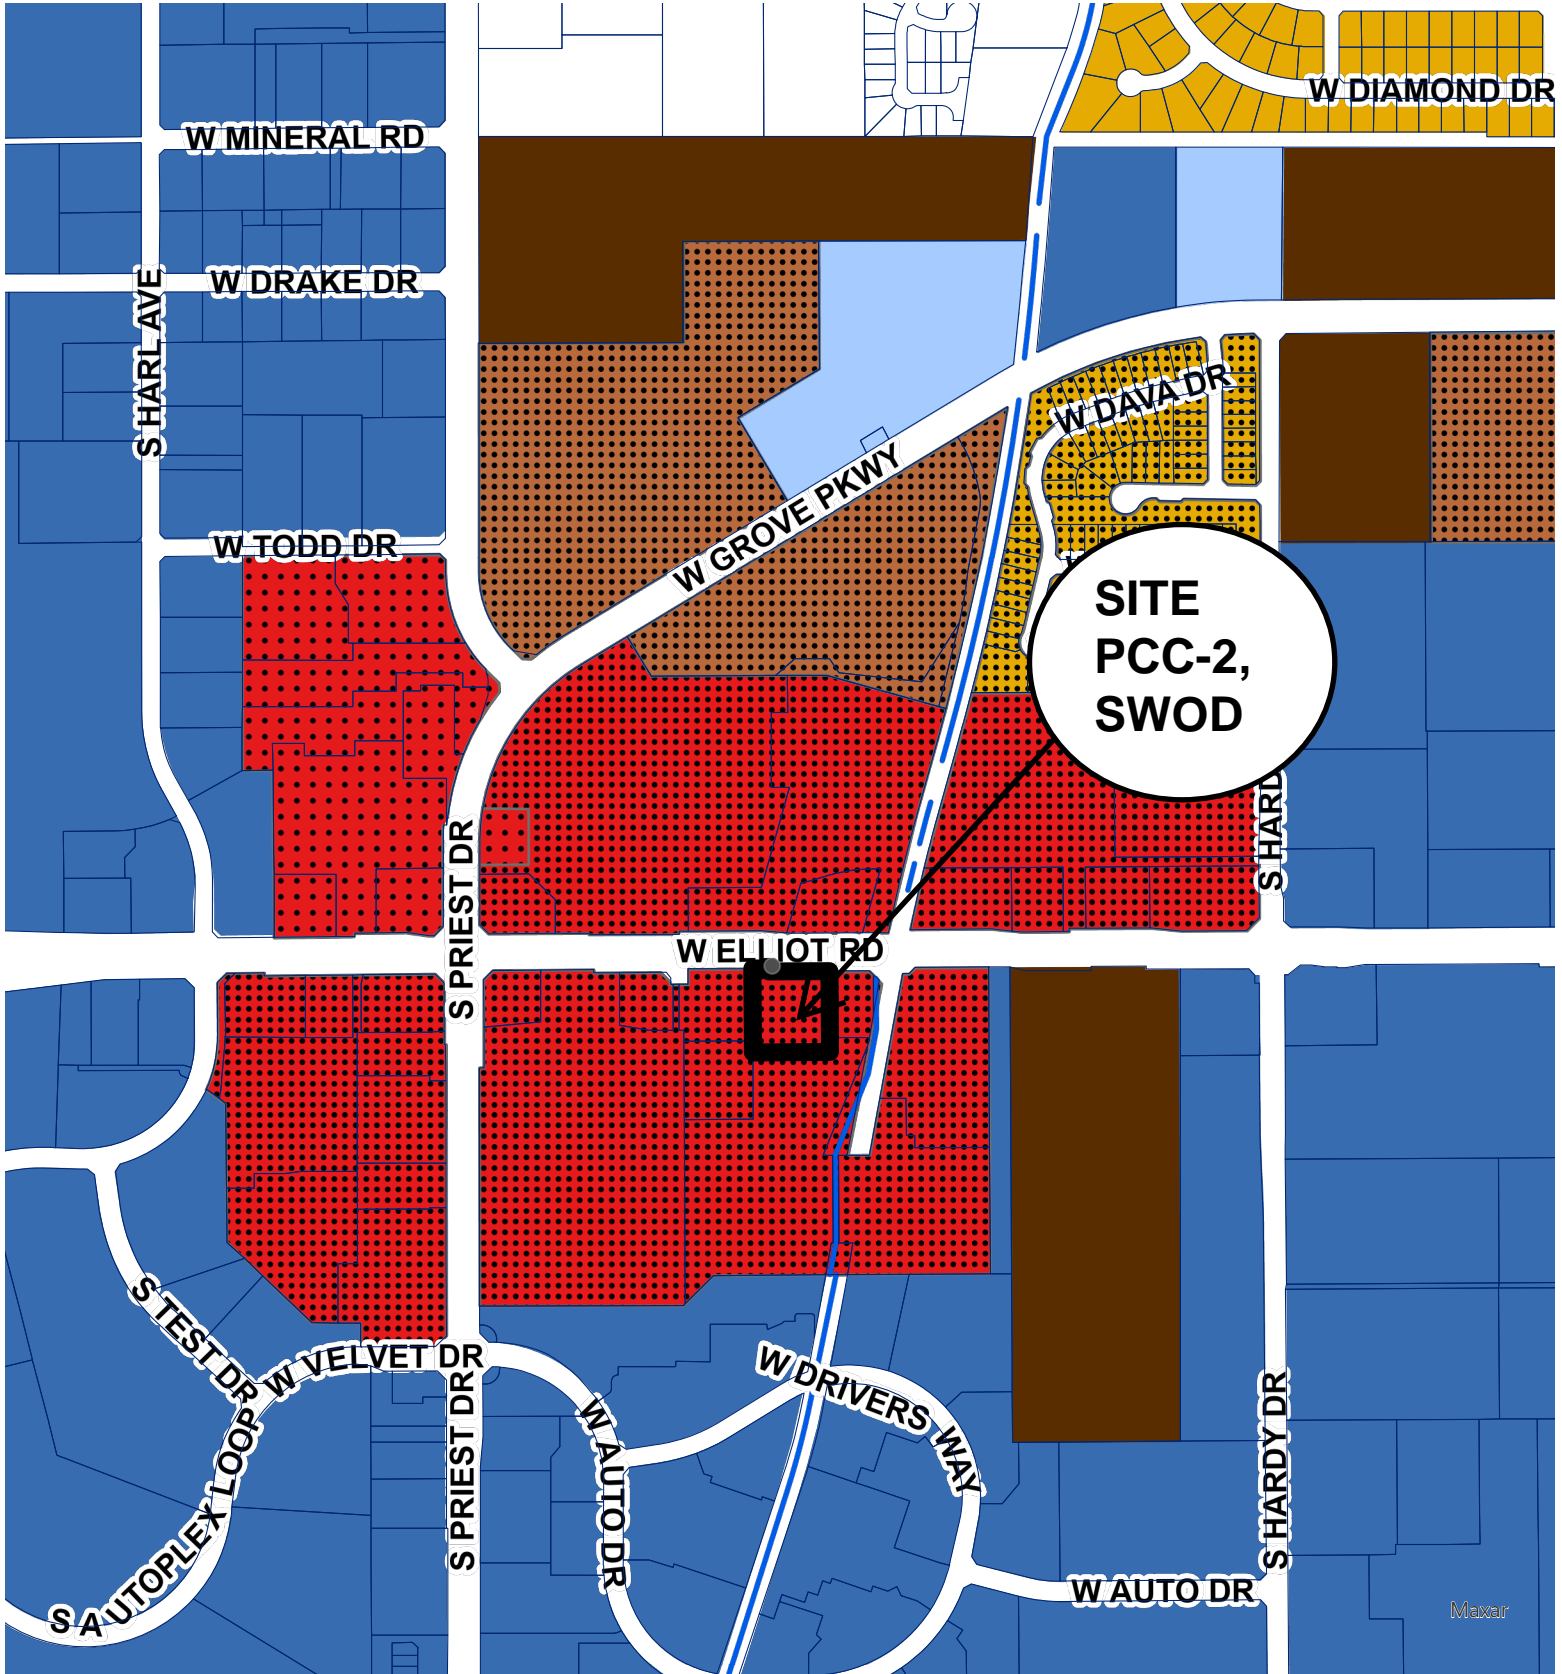 W DIAMOND DR
W MINERAL RD
W DRAKE DR
S HARL AVE
W DAVA DR
W GROVE PKWY
W TODD DR
SITE
PCC-2,
SWOD
S HARD
S PRIEST DR
W ELLIOT RD
S TEST DR
W VELVET DR
W DRIVERS WAY
S PRIEST DR
W AUTO DR
S HARDY DR
S AUTOPLEX LOOP
W AUTO DR
Maxar